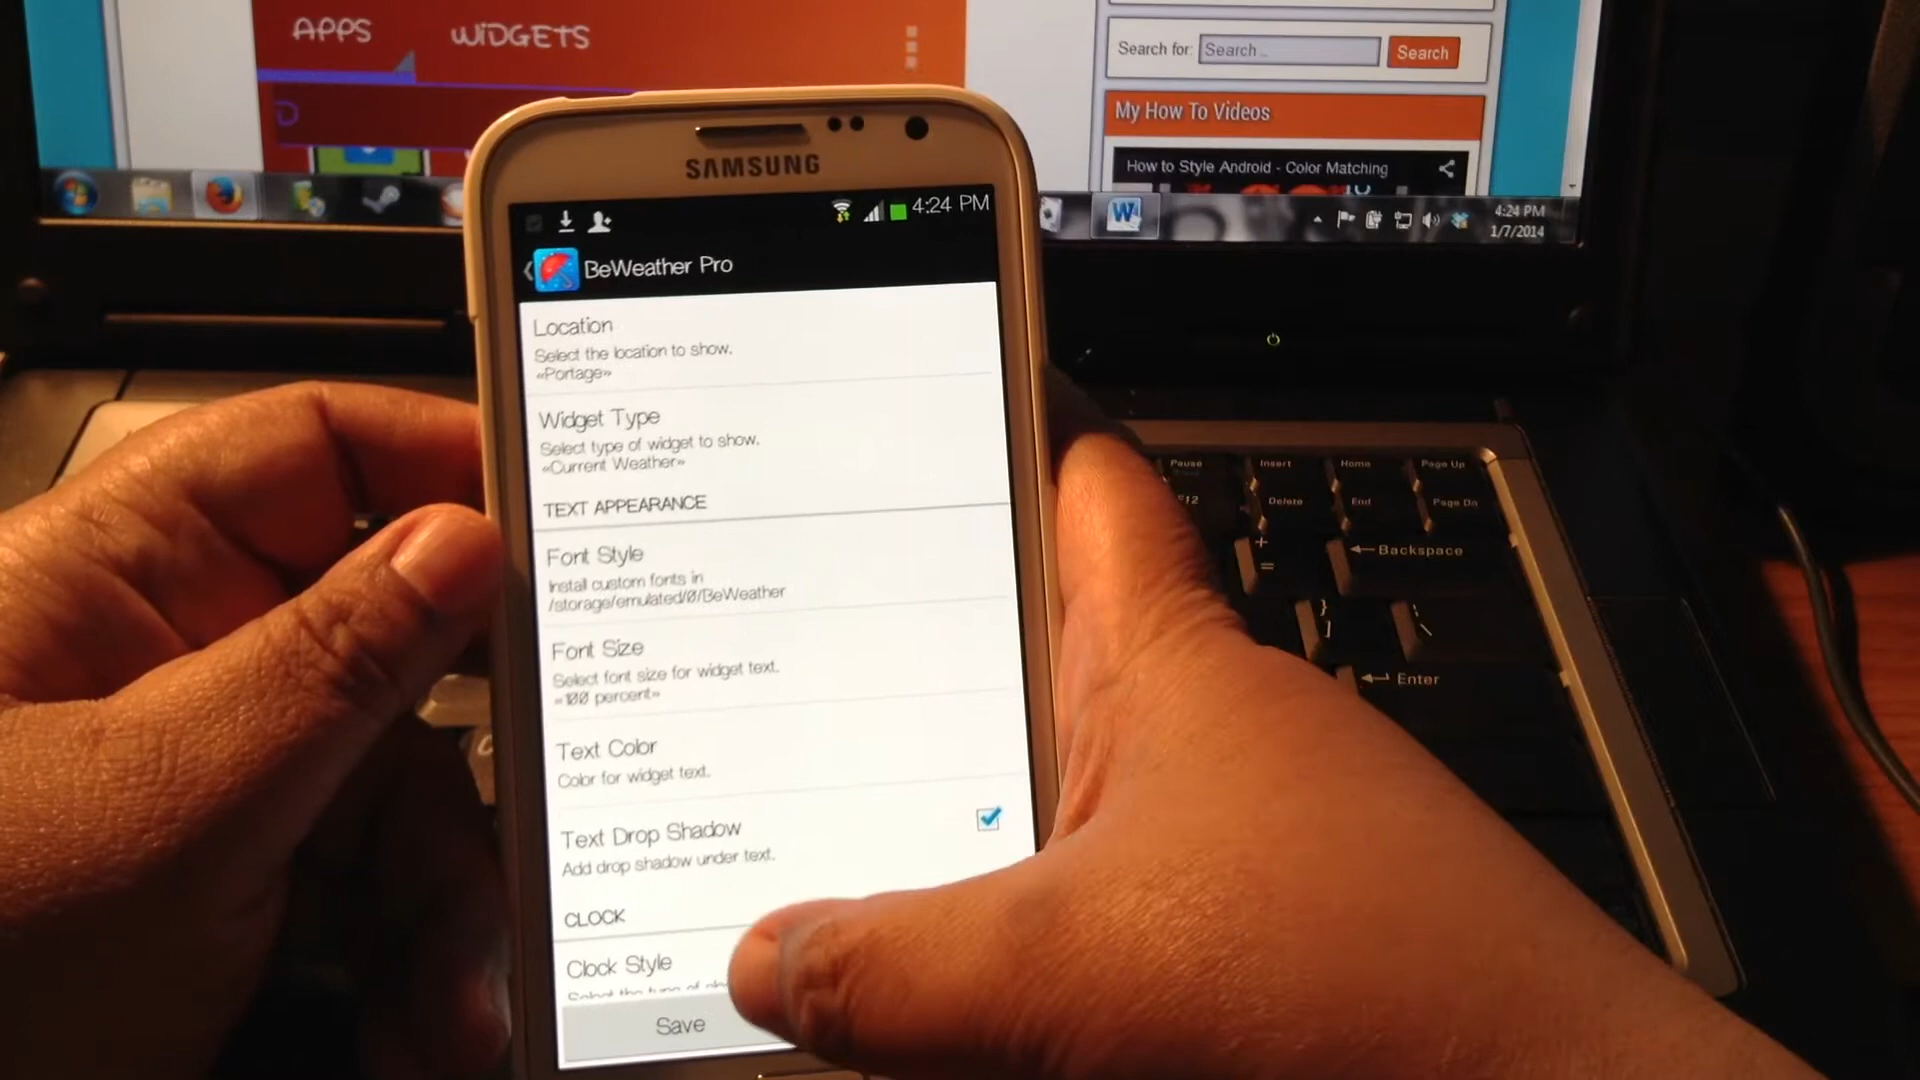 APPS WiDGETS
Search for: Search ...
Search
My How To Videos
How to Style Android - Color Matching
W
4:24 PM
1/7/2014
SAMSUNG
4:24 PM
BeWeather Pro
Location
Select the location to show.
«Portage»
Widget Type
Select type of widget to show.
«Current Weather»
TEXT APPEARANCE
Font Style
Install custom fonts in
/storage/emulated/0/BeWeather
Font Size
Select font size for widget text.
«100 percent»
Text Color
Color for widget text.
Text Drop Shadow
Add drop shadow under text.
CLOCK
Clock Style
Select the type of
Save
Pause Insert Home Page Up
F12 Delete End Page Dn
+
=
Backspace
}
]
|
\
Enter